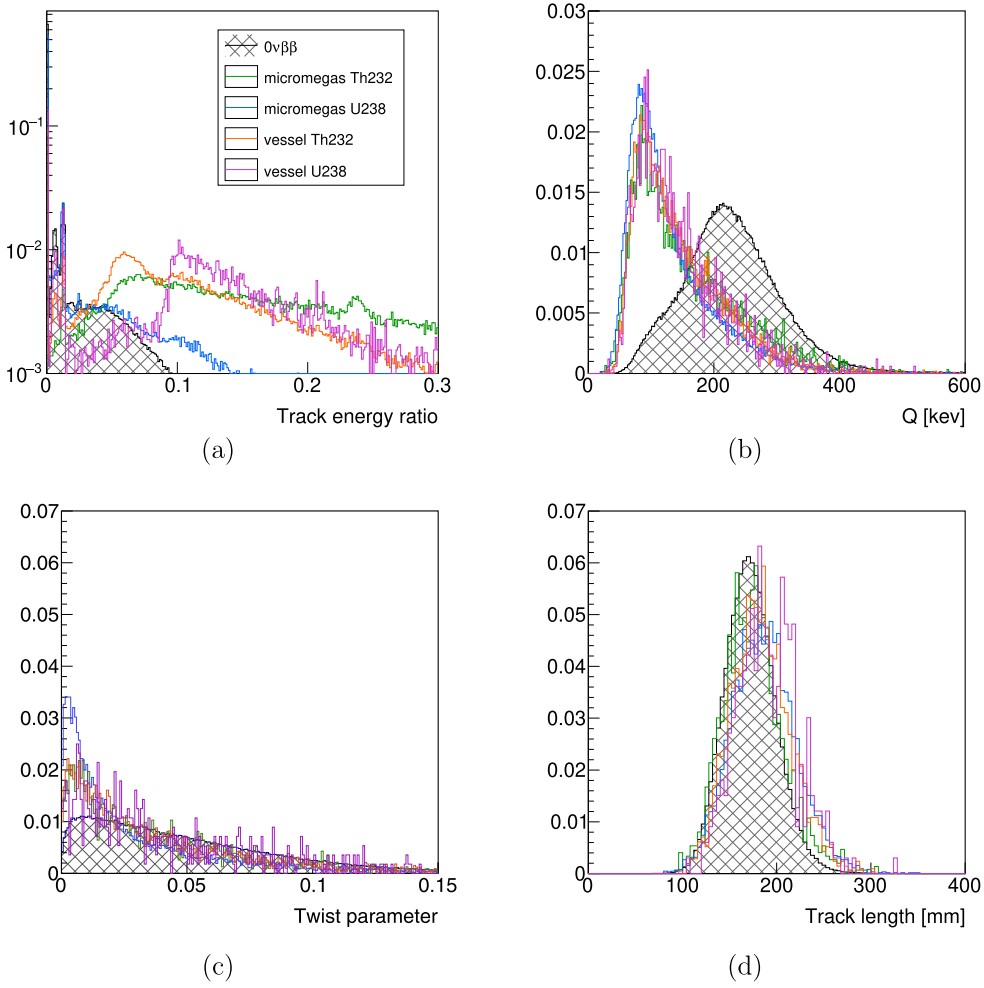 10⁻¹
10⁻²
10⁻³
0 0.1 0.2 0.3
Track energy ratio
0νββ
micromegas Th232
micromegas U238
vessel Th232
vessel U238
(a)
0.03
0.025
0.02
0.015
0.01
0.005
0
0 200 400 600
Q [kev]
(b)
0.07
0.06
0.05
0.04
0.03
0.02
0.01
0
0 0.05 0.1 0.15
Twist parameter
(c)
0.07
0.06
0.05
0.04
0.03
0.02
0.01
0
0 100 200 300 400
Track length [mm]
(d)